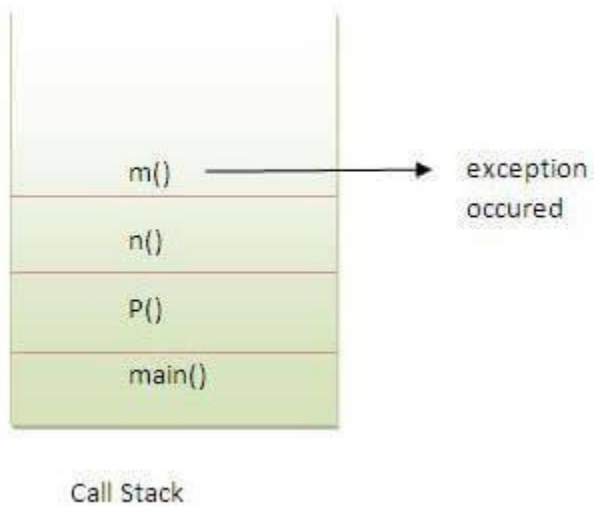 m()
exception
occured
n()
P()
main()
Call Stack